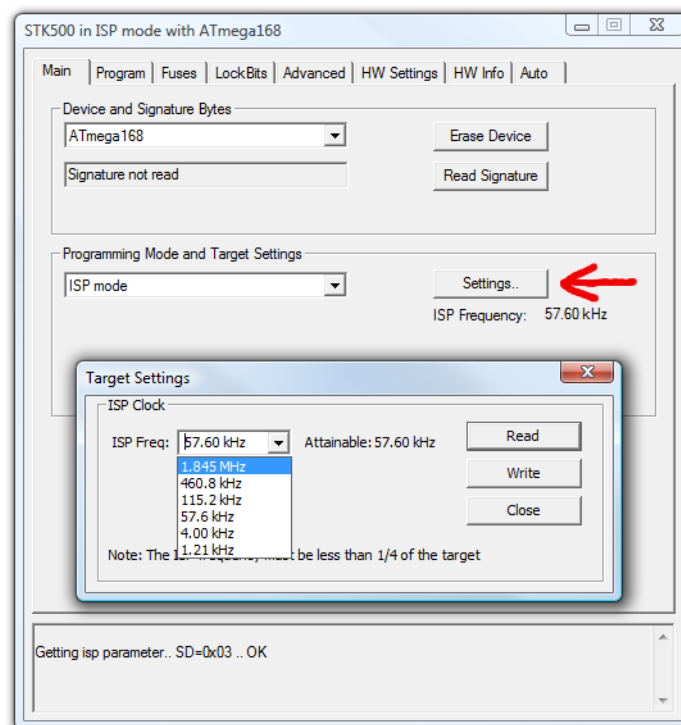 STK500 in ISP mode with ATmega168
Main Program Fuses LockBits Advanced HW Settings HW Info Auto
Device and Signature Bytes
ATmega168
Erase Device
Signature not read
Read Signature
Programming Mode and Target Settings
ISP mode
Settings..
ISP Frequency: 57.60 kHz
Target Settings
ISP Clock
ISP Freq: 57.60 kHz Attainable: 57.60 kHz
Read
1.845 MHz
460.8 kHz
115.2 kHz
57.6 kHz
4.00 kHz
1.21 kHz
Write
Close
Note: The be less than 1/4 of the target
Getting isp parameter.. SD=0x03 .. OK